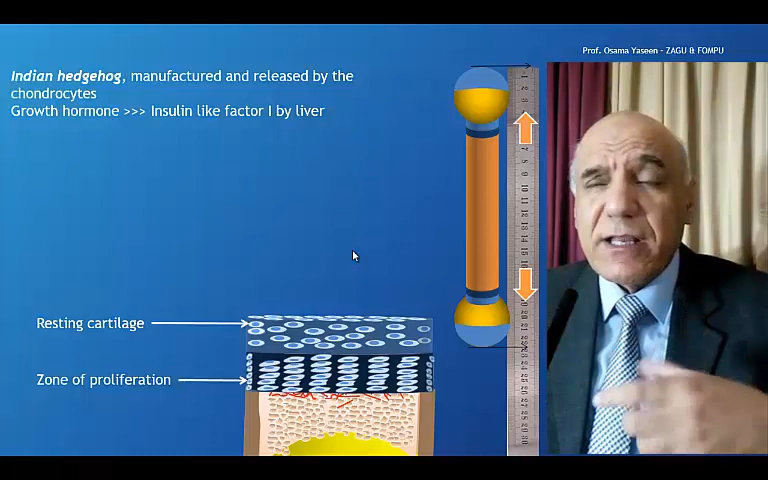 Prof. Osama Yaseen – ZAGU & FOMPU
Indian hedgehog, manufactured and released by the
chondrocytes
Growth hormone >>> Insulin like factor I by liver
Resting cartilage
Zone of proliferation